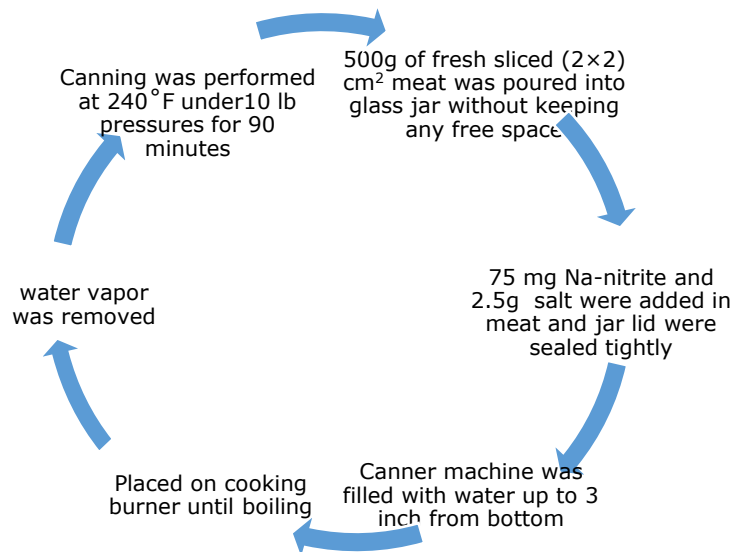 500g of fresh sliced (2×2)
cm² meat was poured into
glass jar without keeping
any free space
75 mg Na-nitrite and
2.5g salt were added in
meat and jar lid were
sealed tightly
Canner machine was
filled with water up to 3
inch from bottom
Placed on cooking
burner until boiling
water vapor
was removed
Canning was performed
at 240˚F under10 lb
pressures for 90
minutes